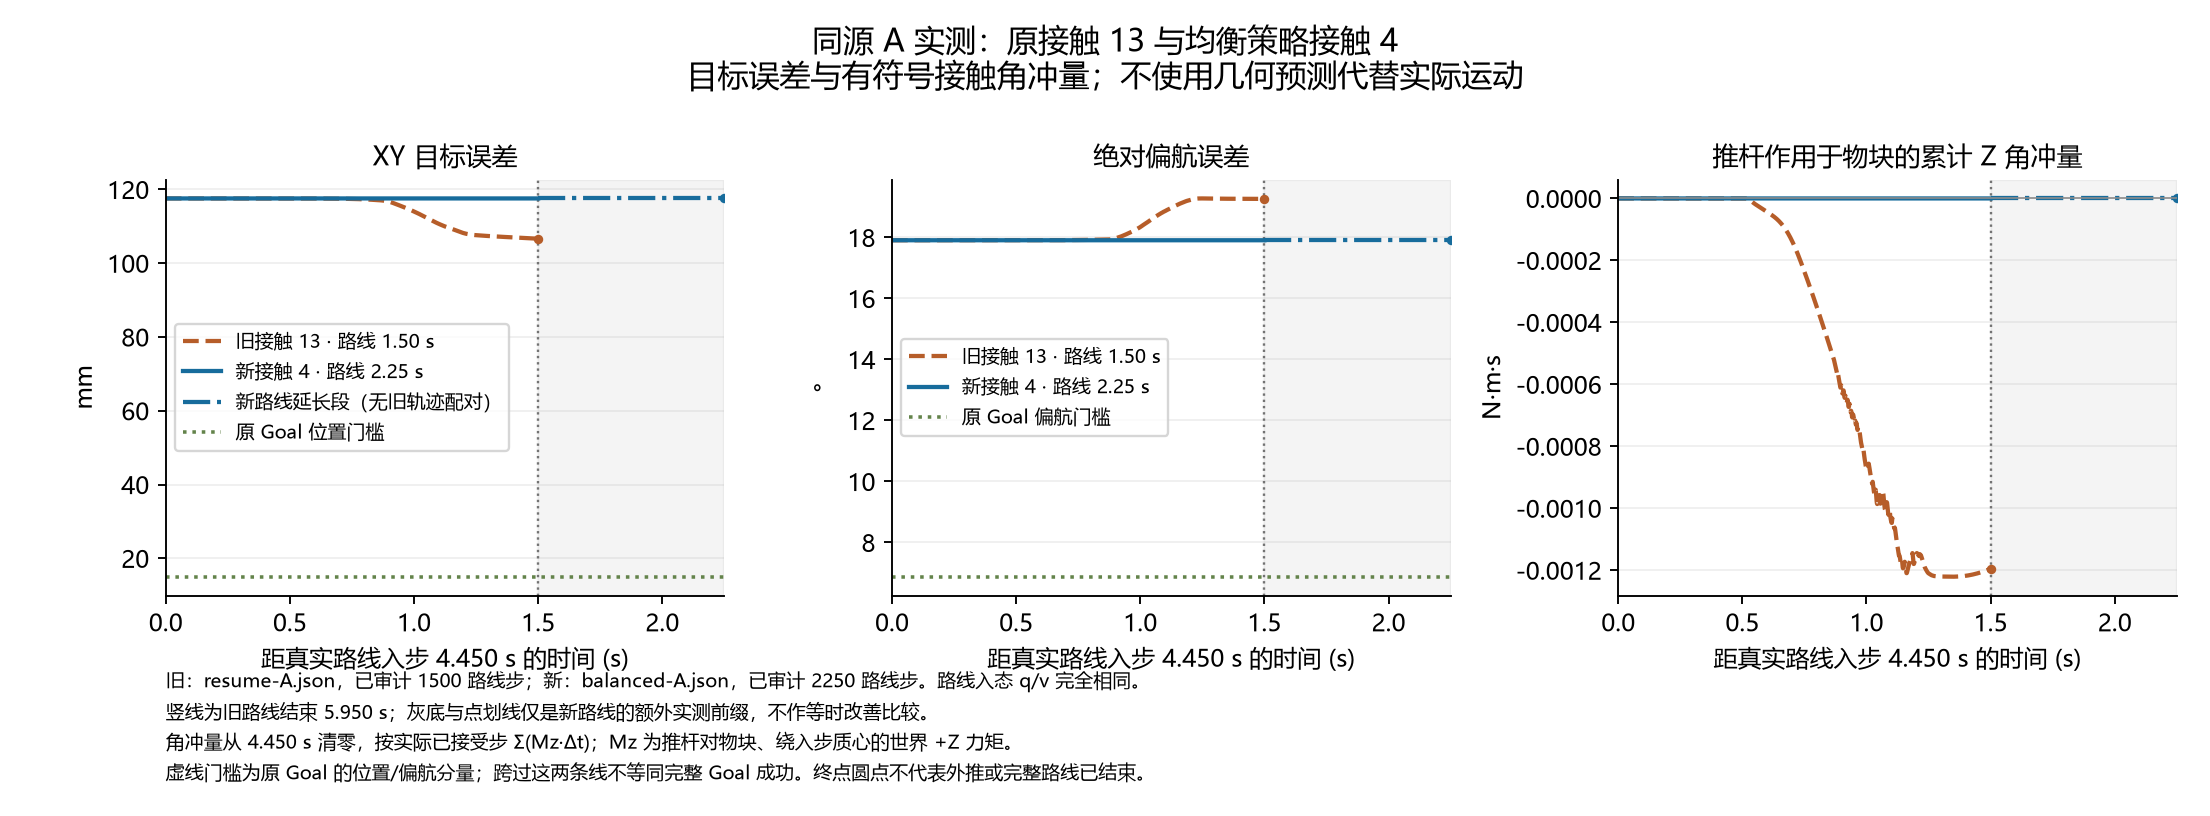 同源 A 实测：原接触 13 与均衡策略接触 4
目标误差与有符号接触角冲量；不使用几何预测代替实际运动
XY 目标误差
120
100
80
60
40
20
mm
旧接触 13 · 路线 1.50 s
新接触 4 · 路线 2.25 s
新路线延长段（无旧轨迹配对）
原 Goal 位置门槛
0.0 0.5 1.0 1.5 2.0
距真实路线入步 4.450 s 的时间 (s)
绝对偏航误差
18
16
14
12
10
8
°
旧接触 13 · 路线 1.50 s
新接触 4 · 路线 2.25 s
原 Goal 偏航门槛
0.0 0.5 1.0 1.5 2.0
距真实路线入步 4.450 s 的时间 (s)
推杆作用于物块的累计 Z 角冲量
0.0000
-0.0002
-0.0004
-0.0006
-0.0008
-0.0010
-0.0012
N·m·s
0.0 0.5 1.0 1.5 2.0
距真实路线入步 4.450 s 的时间 (s)
旧：resume-A.json，已审计 1500 路线步；新：balanced-A.json，已审计 2250 路线步。路线入态 q/v 完全相同。
竖线为旧路线结束 5.950 s；灰底与点划线仅是新路线的额外实测前缀，不作等时改善比较。
角冲量从 4.450 s 清零，按实际已接受步 Σ(Mz·Δt)；Mz 为推杆对物块、绕入步质心的世界 +Z 力矩。
虚线门槛为原 Goal 的位置/偏航分量；跨过这两条线不等同完整 Goal 成功。终点圆点不代表外推或完整路线已结束。